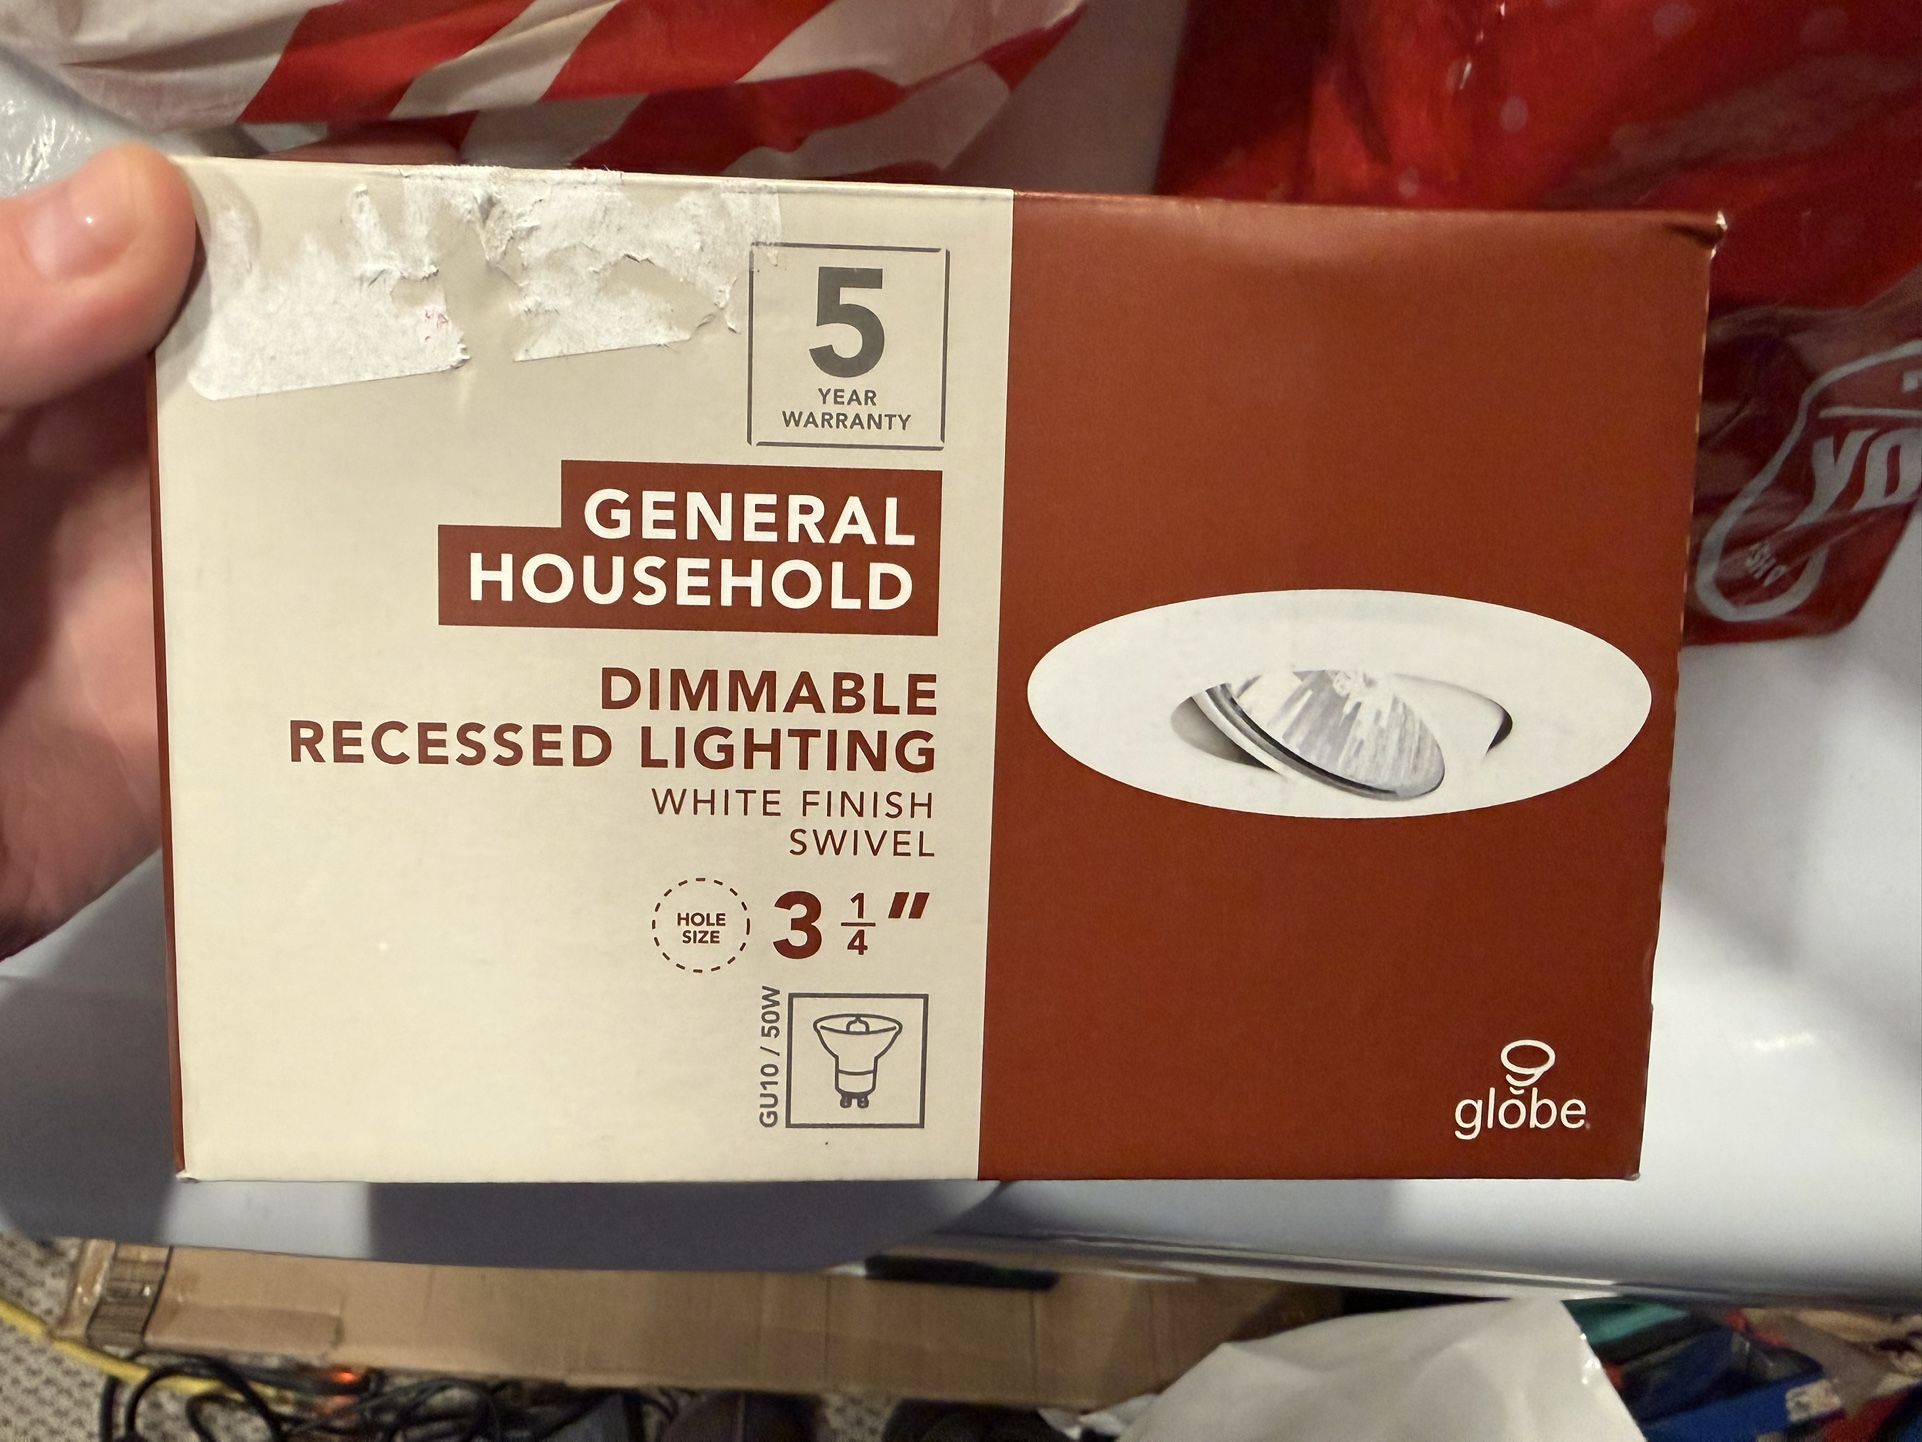 5
YEAR
WARRANTY
GENERAL
HOUSEHOLD
DIMMABLE
RECESSED LIGHTING
WHITE FINISH
SWIVEL
HOLE
SIZE
3 1/4"
GU10 / 50W
globe